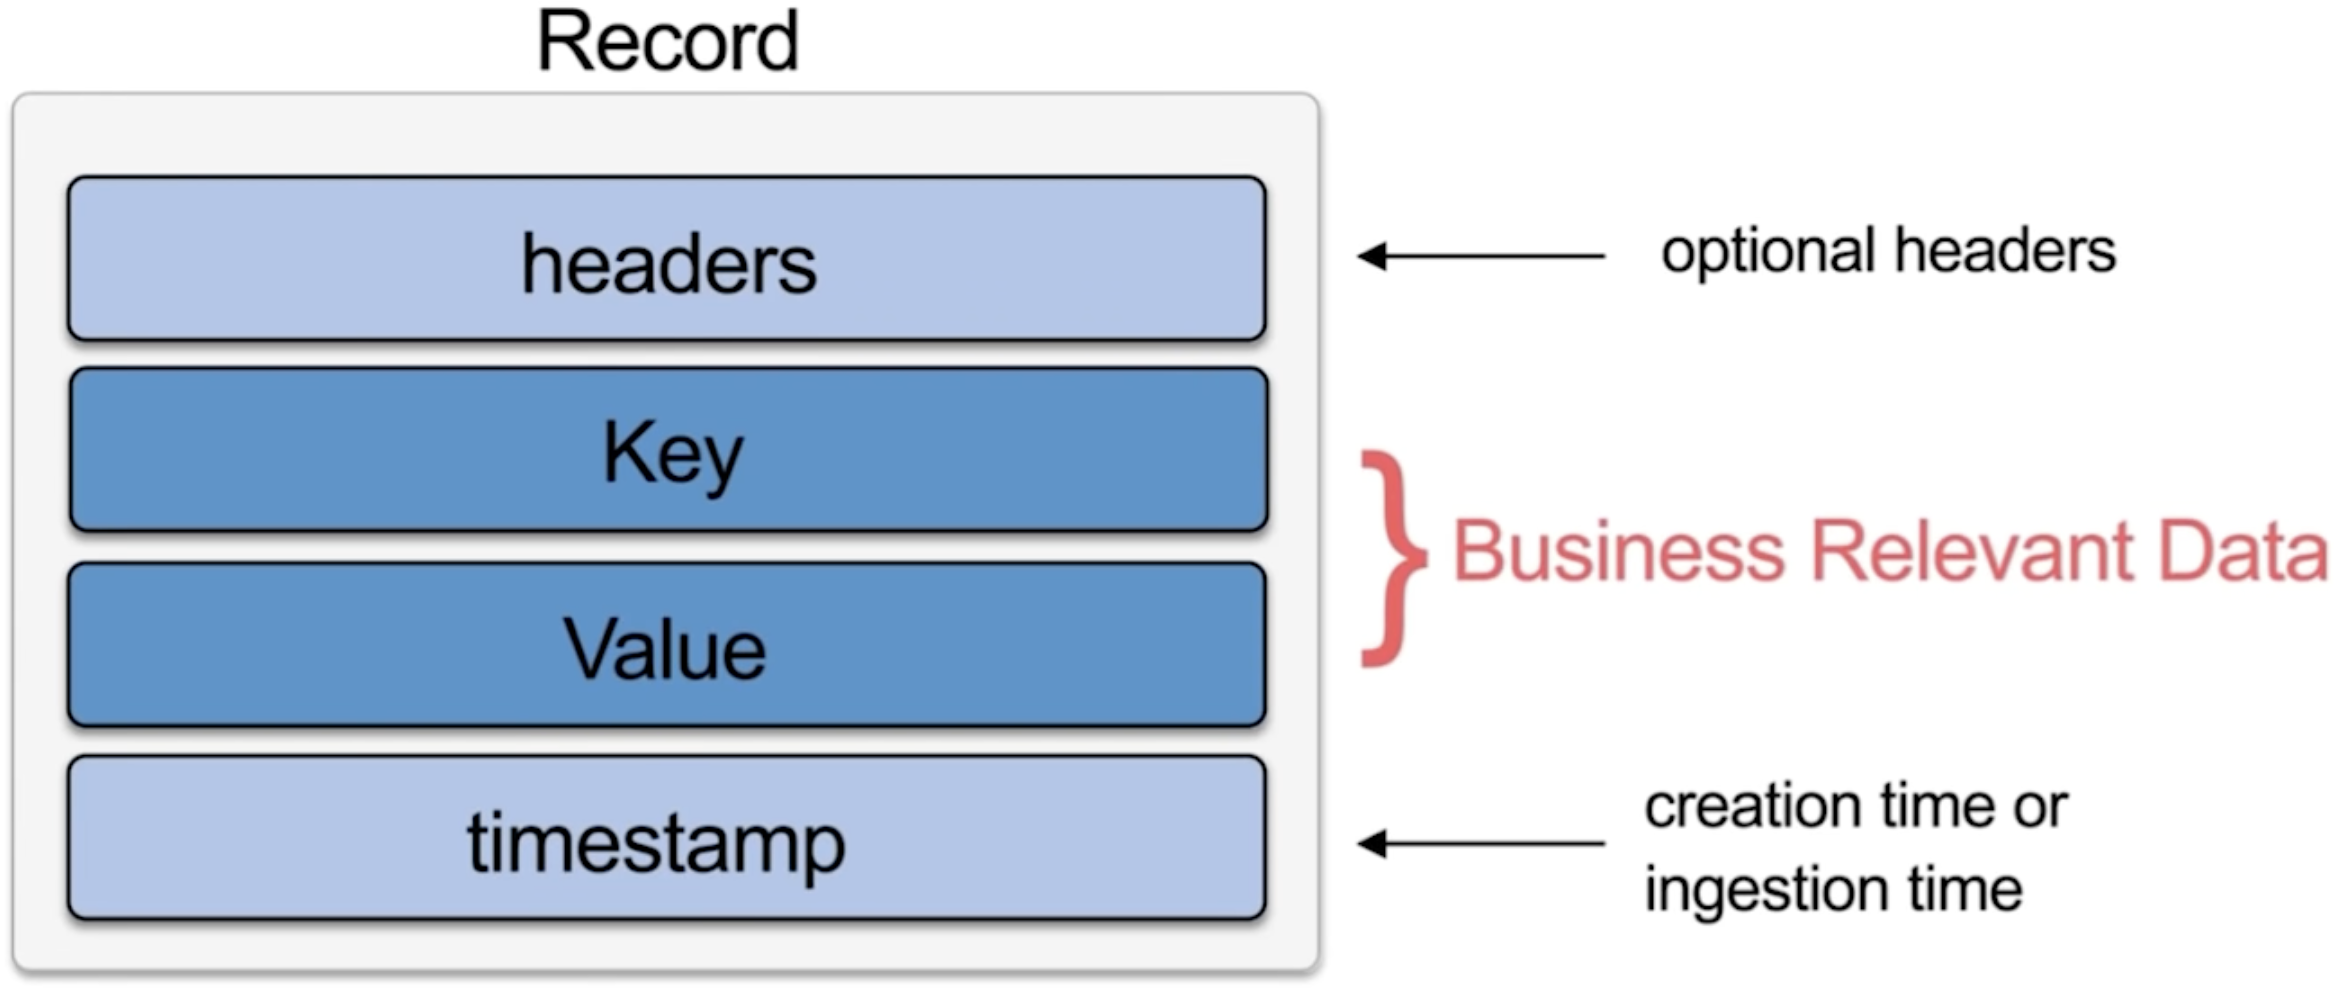 Record
headers
optional headers
Key
Business Relevant Data
Value
timestamp
creation time or
ingestion time